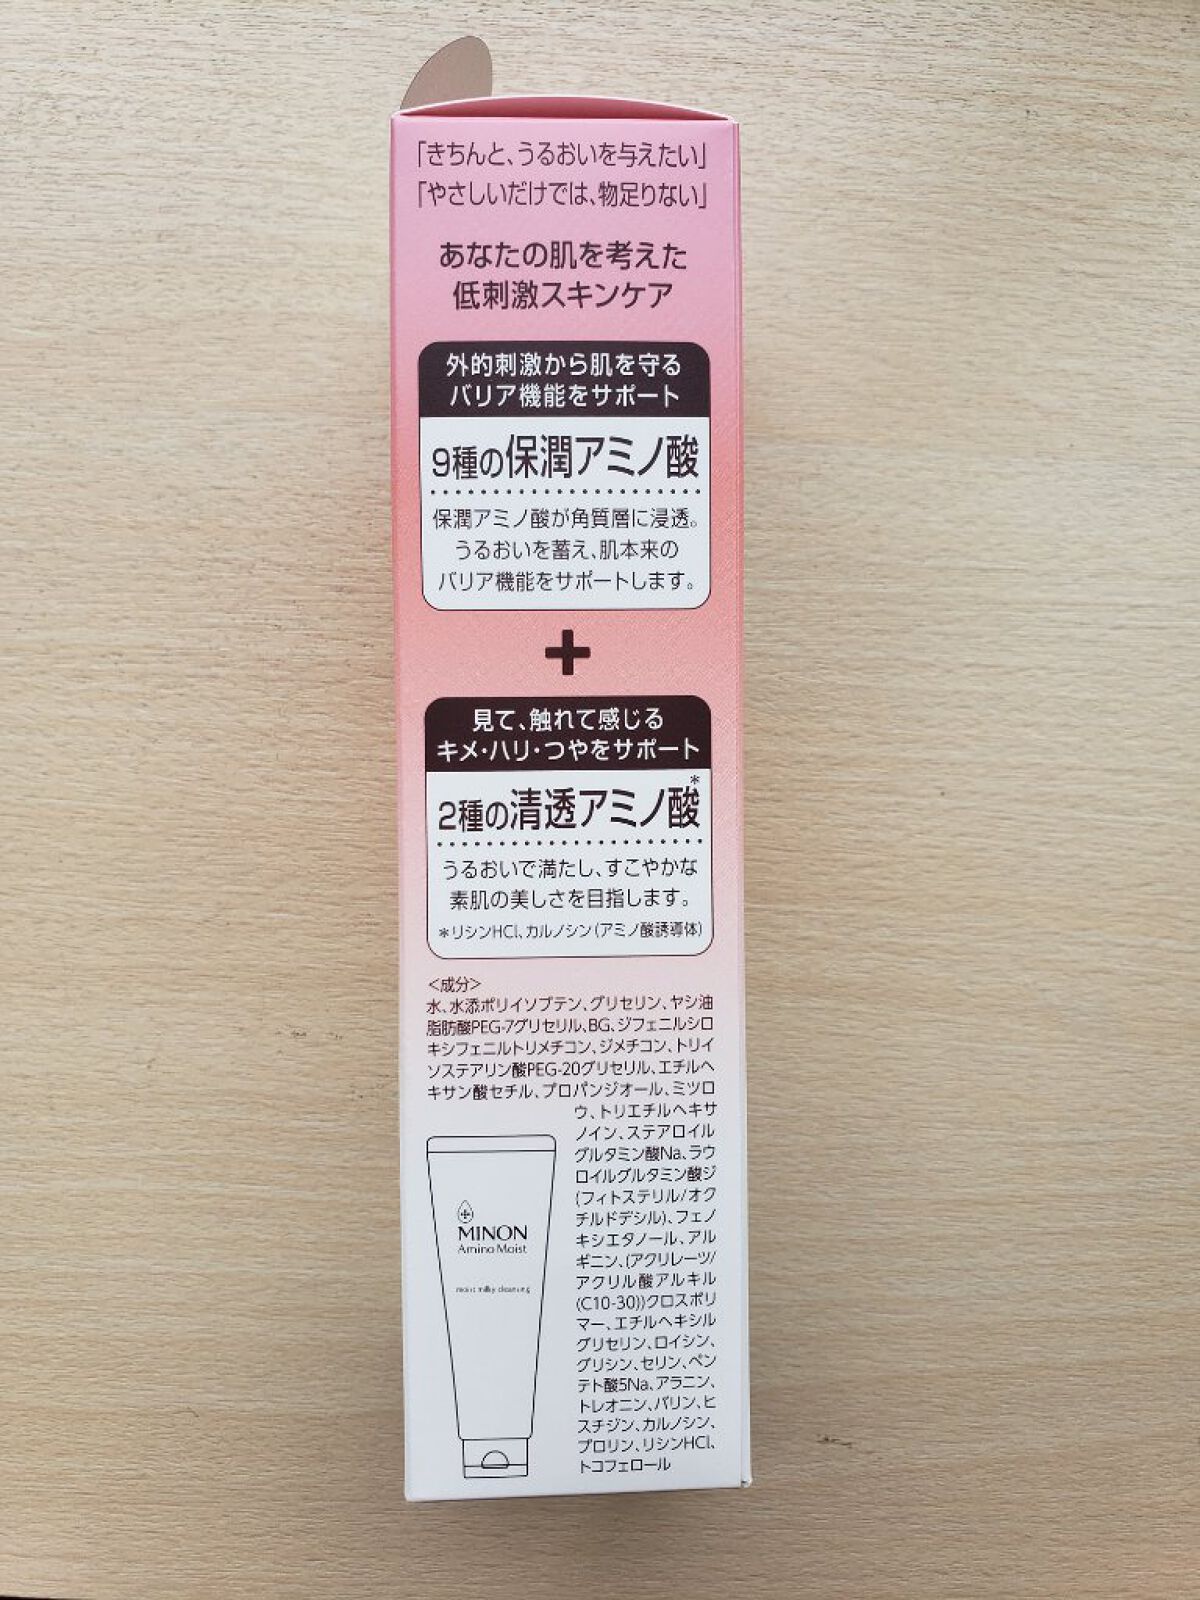 「きちんと、うるおいを与えたい」
「やさしいだけでは、物足りない」
あなたの肌を考えた
低刺激スキンケア
外的刺激から肌を守る
バリア機能をサポート
9種の保潤アミノ酸
保潤アミノ酸が角質層に浸透。
うるおいを蓄え、肌本来の
バリア機能をサポートします。
+
見て、触れて感じる
キメ・ハリ・つやをサポート
2種の清透アミノ酸*
うるおいで満たし、すこやかな
素肌の美しさを目指します。
*リシンHCl、カルノシン(アミノ酸誘導体)
<成分>
水、水添ポリイソブテン、グリセリン、ヤシ油
脂肪酸PEG-7グリセリル、BG、ジフェニルシロ
キシフェニルトリメチコン、ジメチコン、トリイ
ソステアリン酸PEG-20グリセリル、エチルヘ
キサン酸セチル、プロパンジオール、ミツロ
ウ、トリエチルヘキサ
ノイン、ステアロイル
グルタミン酸Na、ラウ
ロイルグルタミン酸ジ
(フィトステリル/オク
チルドデシル)、フェノ
キシエタノール、アル
ギニン、(アクリレーツ/
アクリル酸アルキル
(C10-30))クロスポリ
マー、エチルヘキシル
グリセリン、ロイシン、
グリシン、セリン、ペン
テト酸5Na、アラニン、
トレオニン、バリン、ヒ
スチジン、カルノシン、
プロリン、リシンHCl、
トコフェロール
MINON
Amino Moist
moist milky cleansing